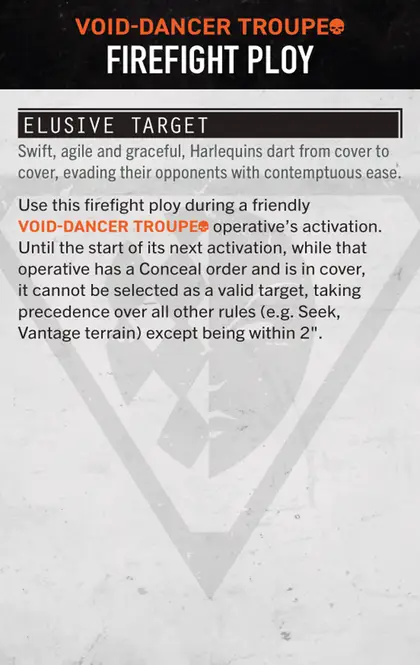 VOID-DANCER TROUPE
FIREFIGHT PLOY
ELUSIVE TARGET
Swift, agile and graceful, Harlequins dart from cover to
cover, evading their opponents with contemptuous ease.
Use this firefight ploy during a friendly
VOID-DANCER TROUPE operative’s activation.
Until the start of its next activation, while that
operative has a Conceal order and is in cover,
it cannot be selected as a valid target, taking
precedence over all other rules (e.g. Seek,
Vantage terrain) except being within 2".